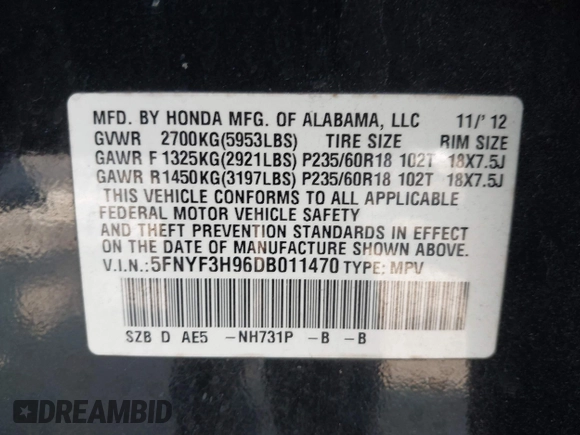 MFD. BY HONDA MFG. OF ALABAMA, LLC 11/'12
GVWR 2700KG(5953LBS) TIRE SIZE RIM SIZE
GAWR F 1325KG(2921LBS) P235/60R18 102T 18X7.5J
GAWR R1450KG(3197LBS) P235/60R18 102T 18X7.5J
THIS VEHICLE CONFORMS TO ALL APPLICABLE
FEDERAL MOTOR VEHICLE SAFETY
AND THEFT PREVENTION STANDARDS IN EFFECT
ON THE DATE OF MANUFACTURE SHOWN ABOVE.
V.I.N.:5FNYF3H96DB011470 TYPE: MPV
SZB D AE5 -NH731P -B -B
DREAMBID